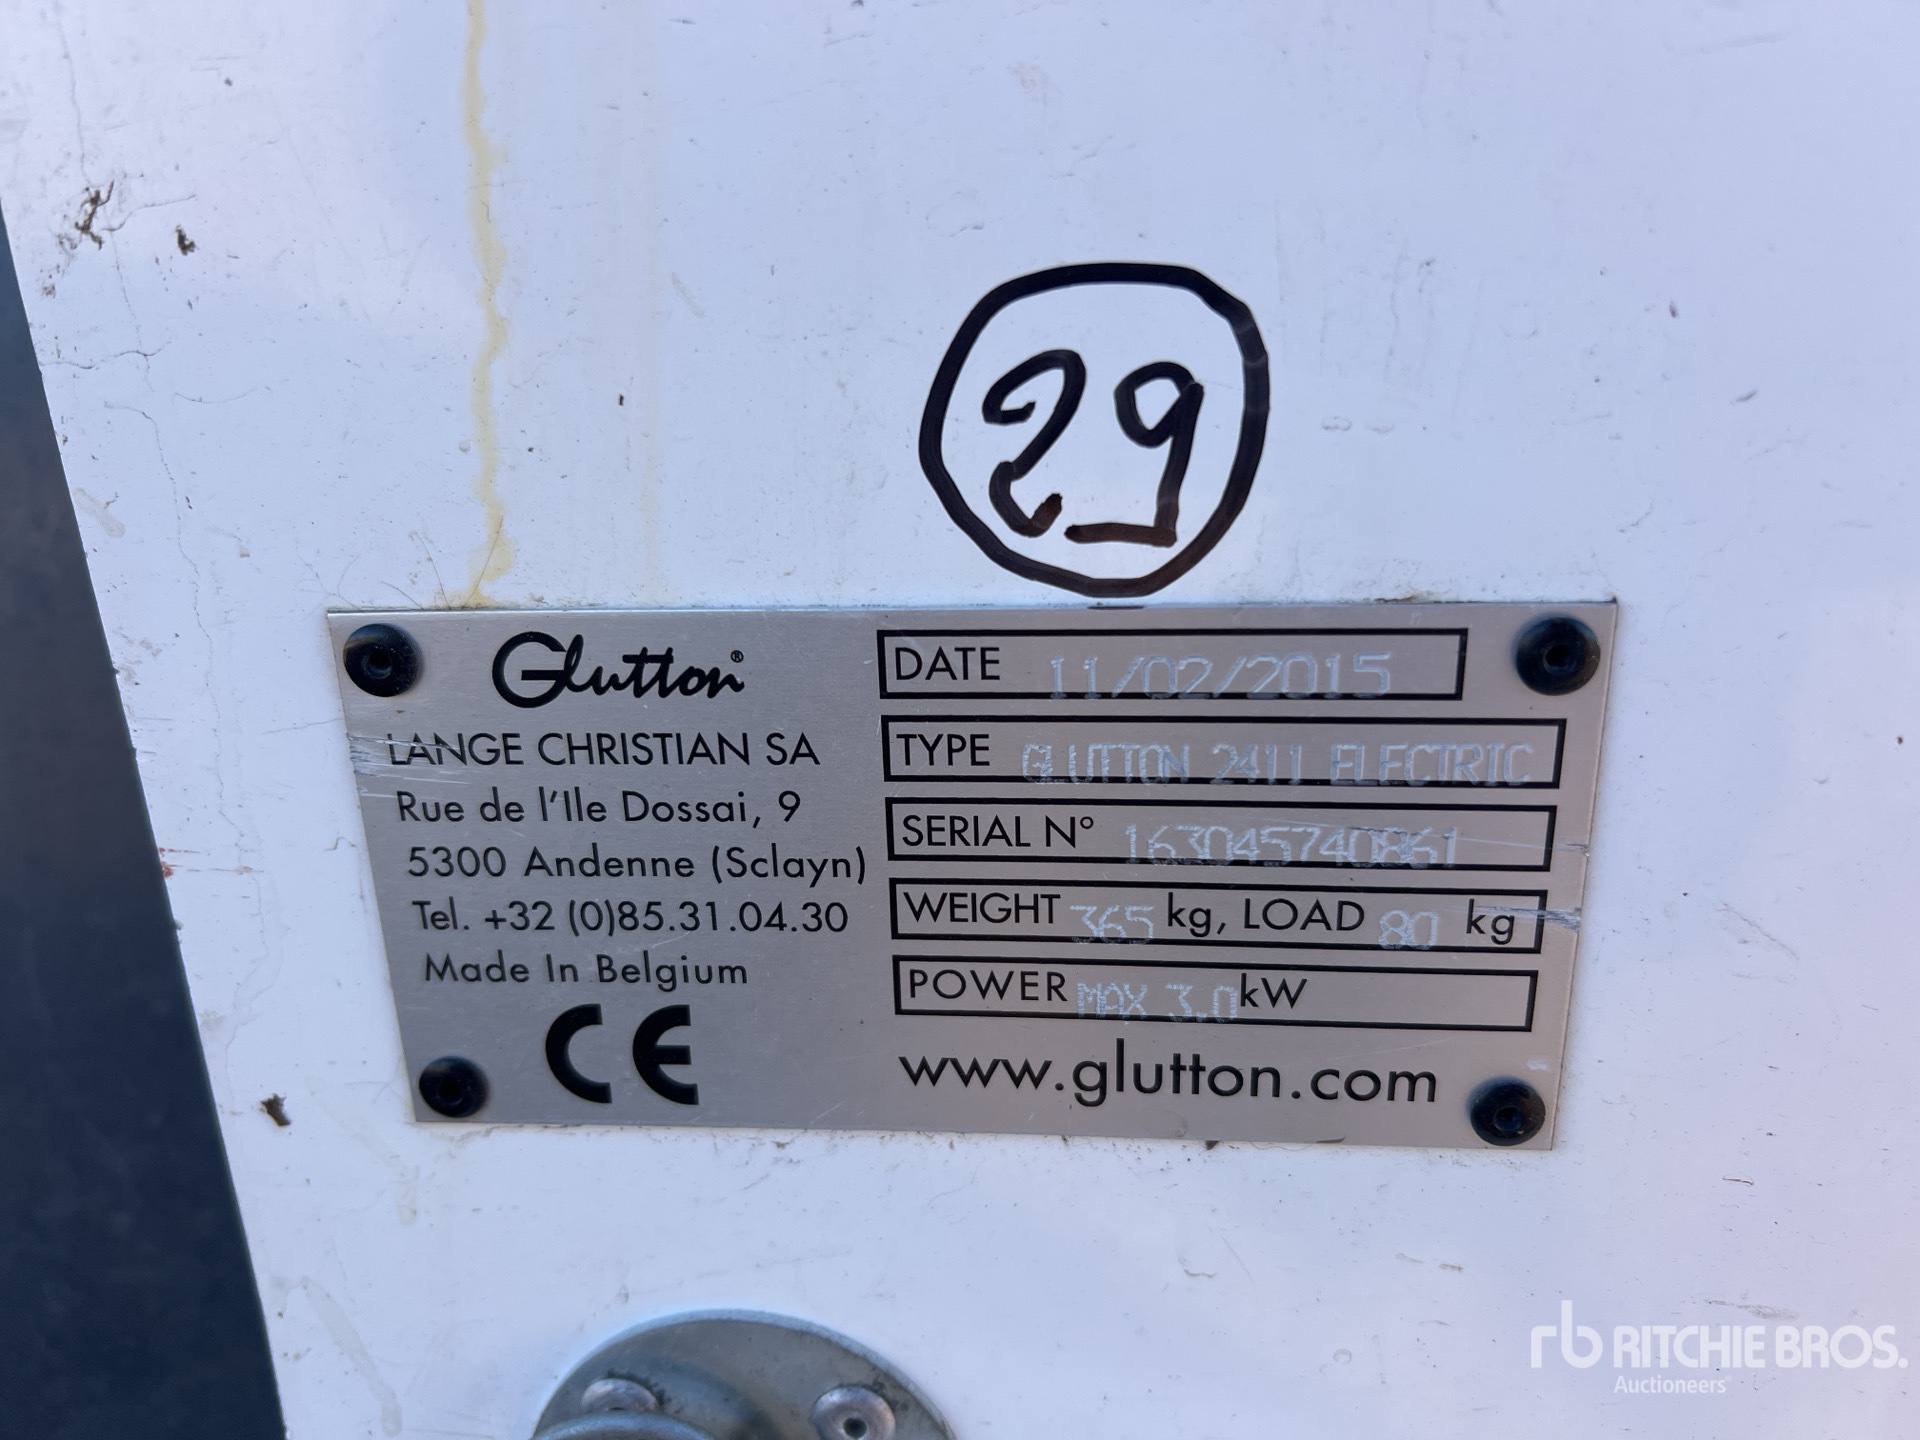 29
Glutton®
LANGE CHRISTIAN SA
Rue de l'Ile Dossai, 9
5300 Andenne (Sclayn)
Tel. +32 (0)85.31.04.30
Made In Belgium
CE
DATE 11/02/2015
TYPE GLUTTON 2411 ELECTRIC
SERIAL N° 163045740861
WEIGHT 365 kg, LOAD 80 kg
POWER MAX 3.0 kW
www.glutton.com
rb RITCHIE BROS.
Auctioneers